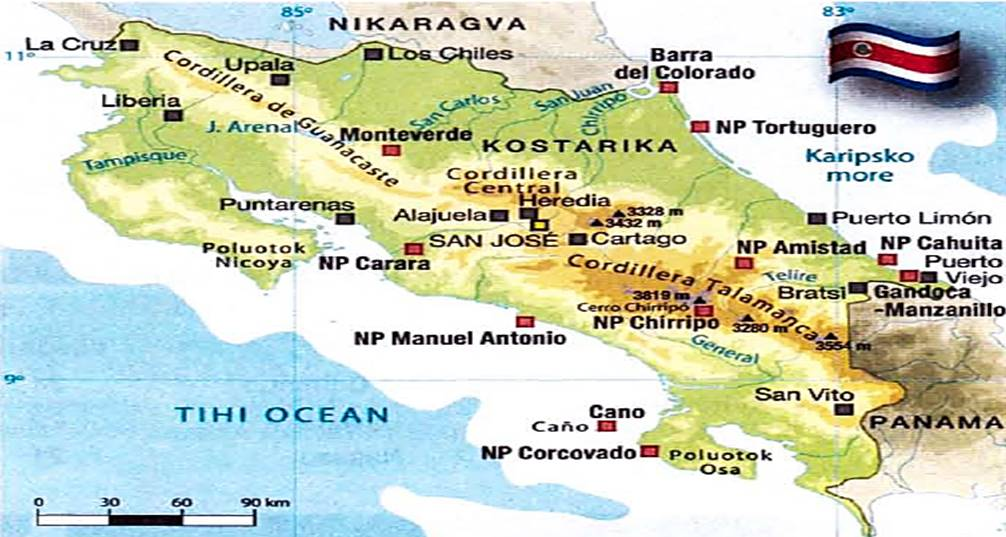 85°
NIKARAGVA
83°
La Cruz
11°
Los Chiles
Upala
Barra
del Colorado
Cordillera de Guanacaste
Liberia
San Carlos
San Juan
Chirripo
J. Arenal
Monteverde
NP Tortuguero
KOSTARIKA
Karipsko
more
Tampisque
Cordillera
Central
Puntarenas
Heredia
Alajuela
3328 m
3432 m
Puerto Limón
SAN JOSÉ
Cartago
Poluotok
Nicoya
NP Carara
NP Amistad
NP Cahuita
Puerto
Viejo
Cordillera Talamanca
Telire
Bratsi
Gandoca
-Manzanillo
3819 m
Cerro Chirripó
NP Chírripo
3280 m
3554 m
NP Manuel Antonio
General
9°
San Vito
TIHI OCEAN
Cano
Caño
PANAMA
NP Corcovado
Poluotok
Osa
0 30 60 90 km